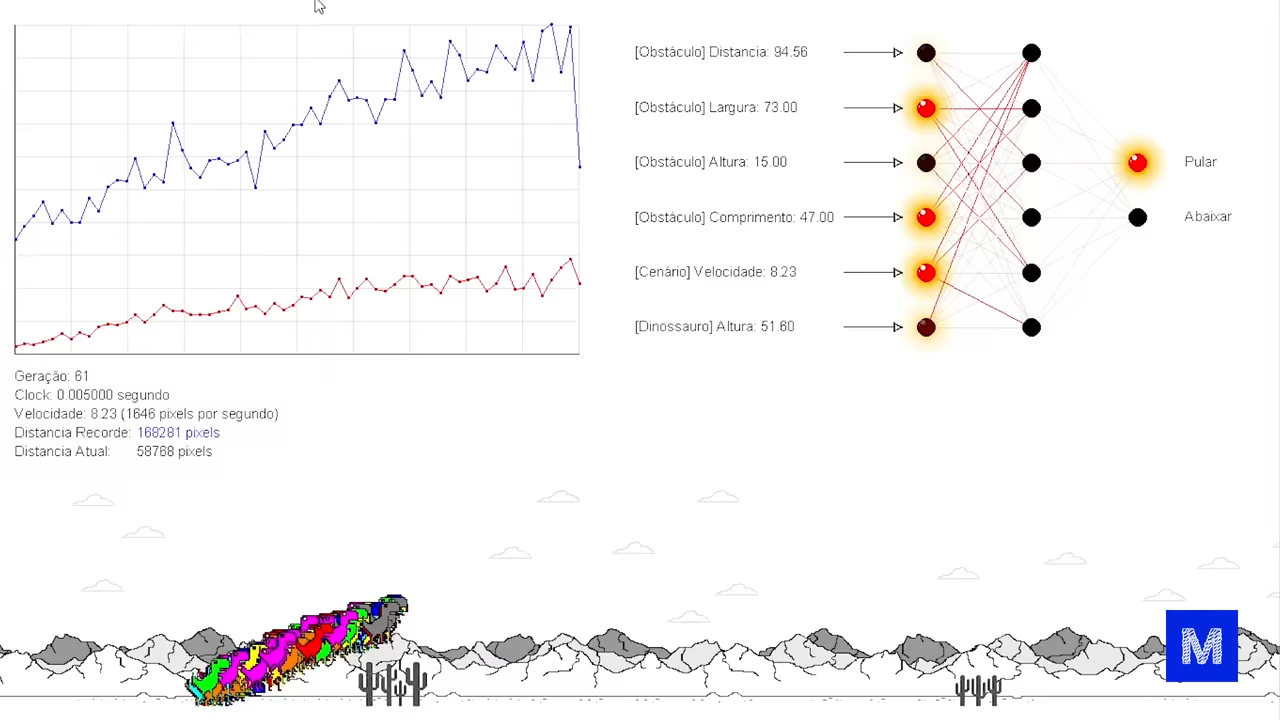 [Obstáculo] Distancia: 94.56
[Obstáculo] Largura: 73.00
[Obstáculo] Altura: 15.00
[Obstáculo] Comprimento: 47.00
[Cenário] Velocidade: 8.23
[Dinossauro] Altura: 51.60
Pular
Abaixar
Geração: 61
Clock: 0.005000 segundo
Velocidade: 8.23 (1646 pixels por segundo)
Distancia Recorde: 168281 pixels
Distancia Atual: 58768 pixels
M